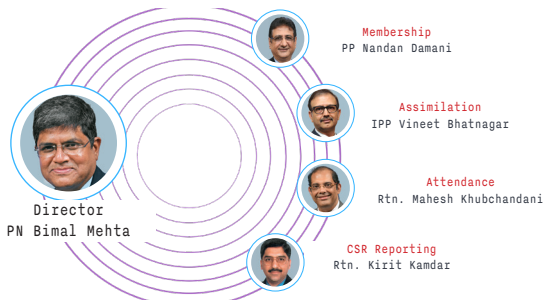 Membership
PP Nandan Damani
Assimilation
IPP Vineet Bhatnagar
Attendance
Rtn. Mahesh Khubchandani
Director
PN Bimal Mehta
CSR Reporting
Rtn. Kirit Kamdar